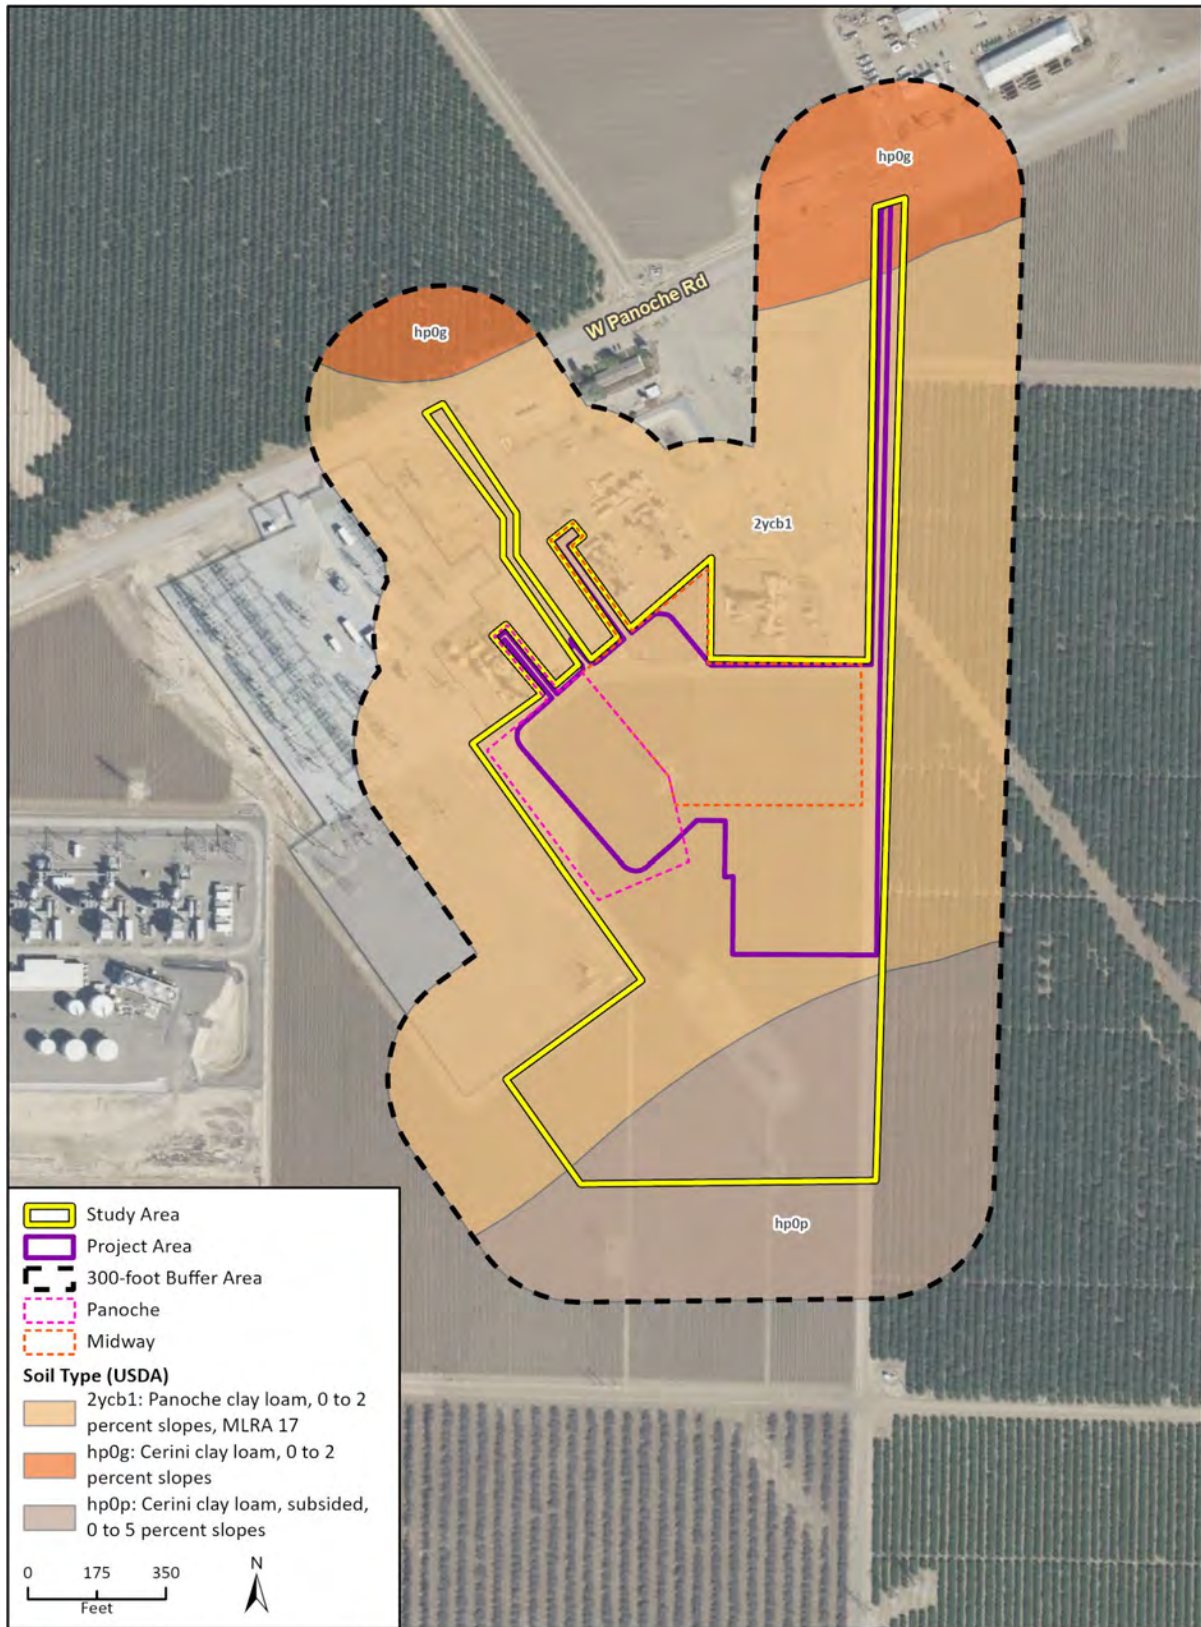 hp0g
hp0g
W Panoche Rd
2ycb1
hp0p
Study Area
Project Area
300-foot Buffer Area
Panoche
Midway
Soil Type (USDA)
2ycb1: Panoche clay loam, 0 to 2
percent slopes, MLRA 17
hp0g: Cerini clay loam, 0 to 2
percent slopes
hp0p: Cerini clay loam, subsided,
0 to 5 percent slopes
0 175 350
Feet
N